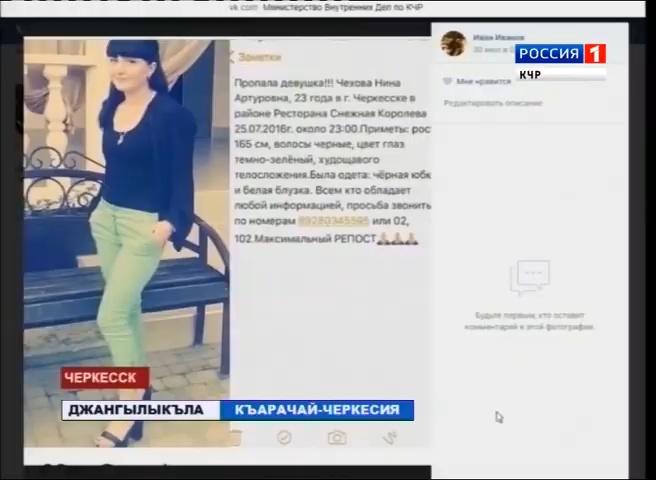 vk.com Министерство Внутренних Дел по КЧР
Заметки
Пропала девушка!!! Чехова Нина
Артуровна, 23 года в г. Черкесске в
районе Ресторана Снежная Королева
25.07.2016г. около 23:00.Приметы: рост
165 см, волосы черные, цвет глаз
темно-зелёный, худощавого
телосложения.Была одета: чёрная юбк
и белая блузка. Всем кто обладает
любой информацией, просьба звонить
по номерам 89280345595 или 02,
102.Максимальный РЕПОСТ
Иван Иванов
РОССИЯ 1
КЧР
Мне нравится
Редактировать описание
Будьте первым, кто оставит
комментарий к этой фотографии.
ЧЕРКЕССК
ДЖАНГЫЛЫКЪЛА
КЪАРАЧАЙ-ЧЕРКЕСИЯ